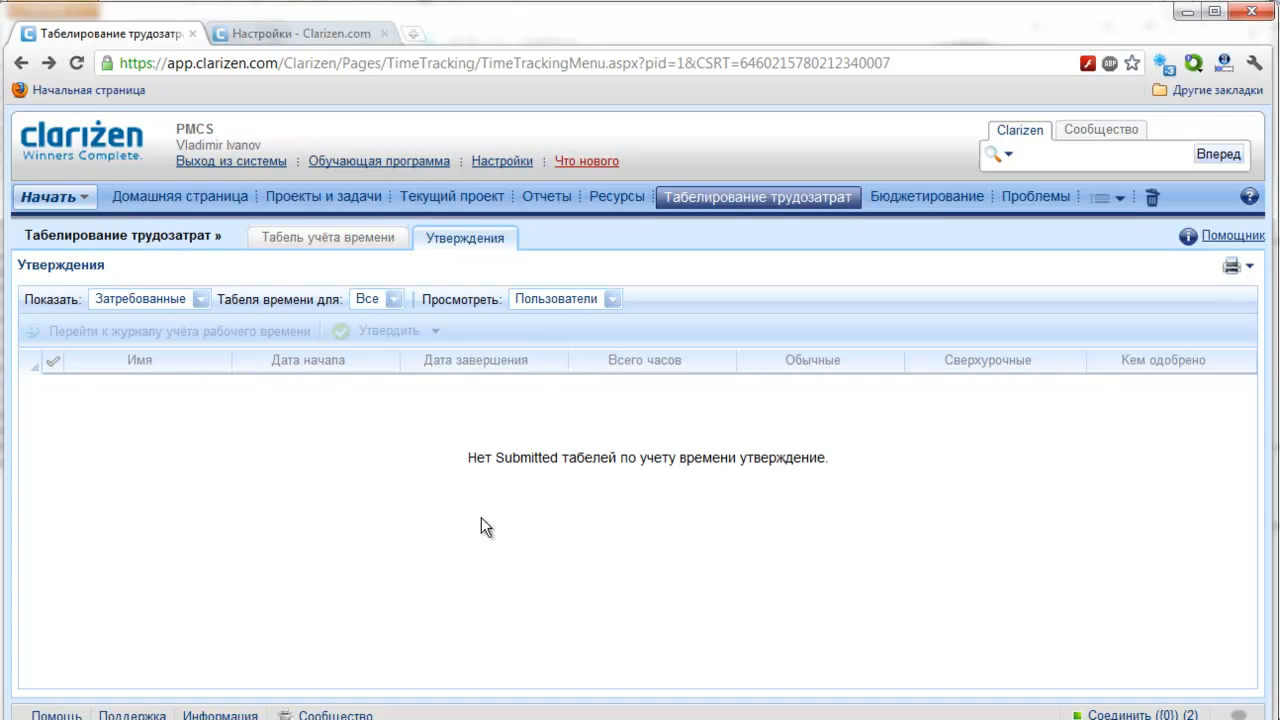 Табелирование трудозатр
Настройки - Clarizen.com
https://app.clarizen.com/Clarizen/Pages/TimeTracking/TimeTrackingMenu.aspx?pid=1&CSRT=6460215780212340007
Начальная страница
Другие закладки
clarizen
Winners Complete.
PMCS
Vladimir Ivanov
Выход из системы : Обучающая программа : Настройки : Что нового
Clarizen
Сообщество
Вперед
Начать
Домашняя страница
Проекты и задачи
Текущий проект
Отчеты
Ресурсы
Табелирование трудозатрат
Бюджетирование
Проблемы
Табелирование трудозатрат »
Табель учёта времени
Утверждения
Помощник
Утверждения
Показать: Затребованные Табеля времени для: Все Просмотреть: Пользователи
Перейти к журналу учёта рабочего времени
Утвердить
Имя
Дата начала
Дата завершения
Всего часов
Обычные
Сверхурочные
Кем одобрено
Нет Submitted табелей по учету времени утверждение.
Помощь
Поддержка
Информация
Сообщество
Соединить ({0}) (2)